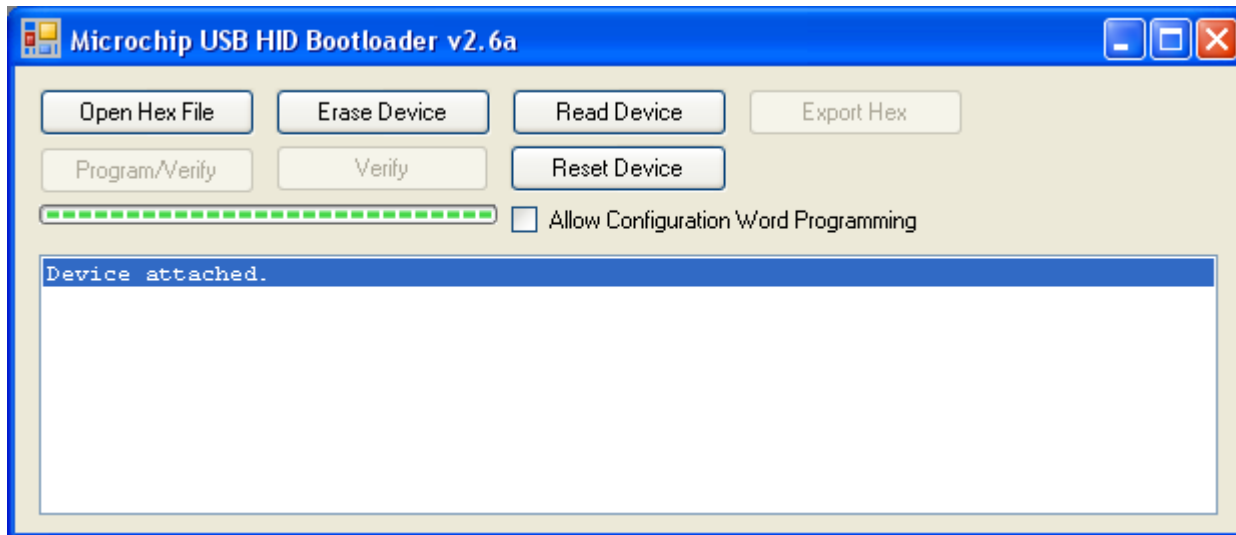 Microchip USB HID Bootloader v2.6a
Open Hex File Erase Device Read Device Export Hex
Program/Verify Verify Reset Device
Allow Configuration Word Programming
Device attached.